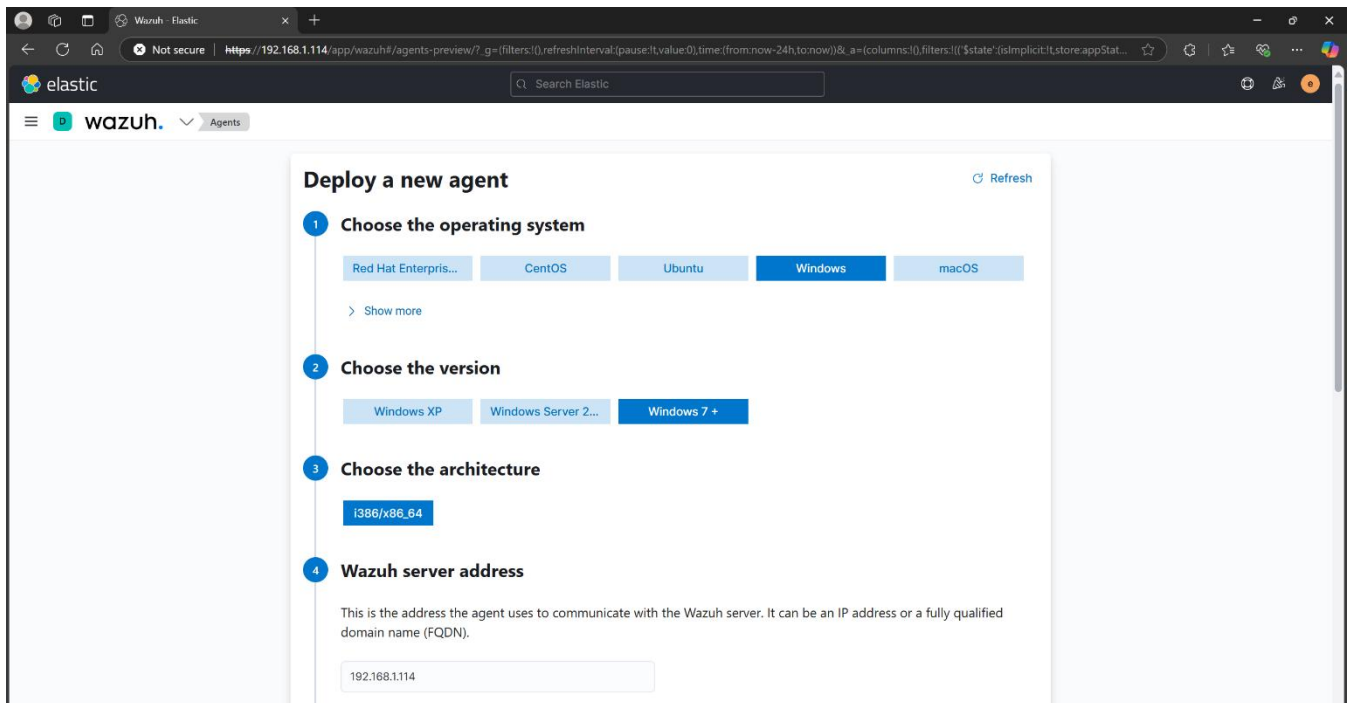 Wazuh - Elastic
Not secure https://192.168.1.114/app/wazuh#/agents-preview/?_g=(filters:!(),refreshInterval:(pause:!t,value:0),time:(from:now-24h,to:now))&_a=(columns:!(),filters:!(('$state':(isImplicit:!t,store:appStat...
elastic Search Elastic e
D wazuh. Agents
Deploy a new agent Refresh
1 Choose the operating system
Red Hat Enterpris... CentOS Ubuntu Windows macOS
Show more
2 Choose the version
Windows XP Windows Server 2... Windows 7 +
3 Choose the architecture
i386/x86_64
4 Wazuh server address
This is the address the agent uses to communicate with the Wazuh server. It can be an IP address or a fully qualified
domain name (FQDN).
192.168.1.114